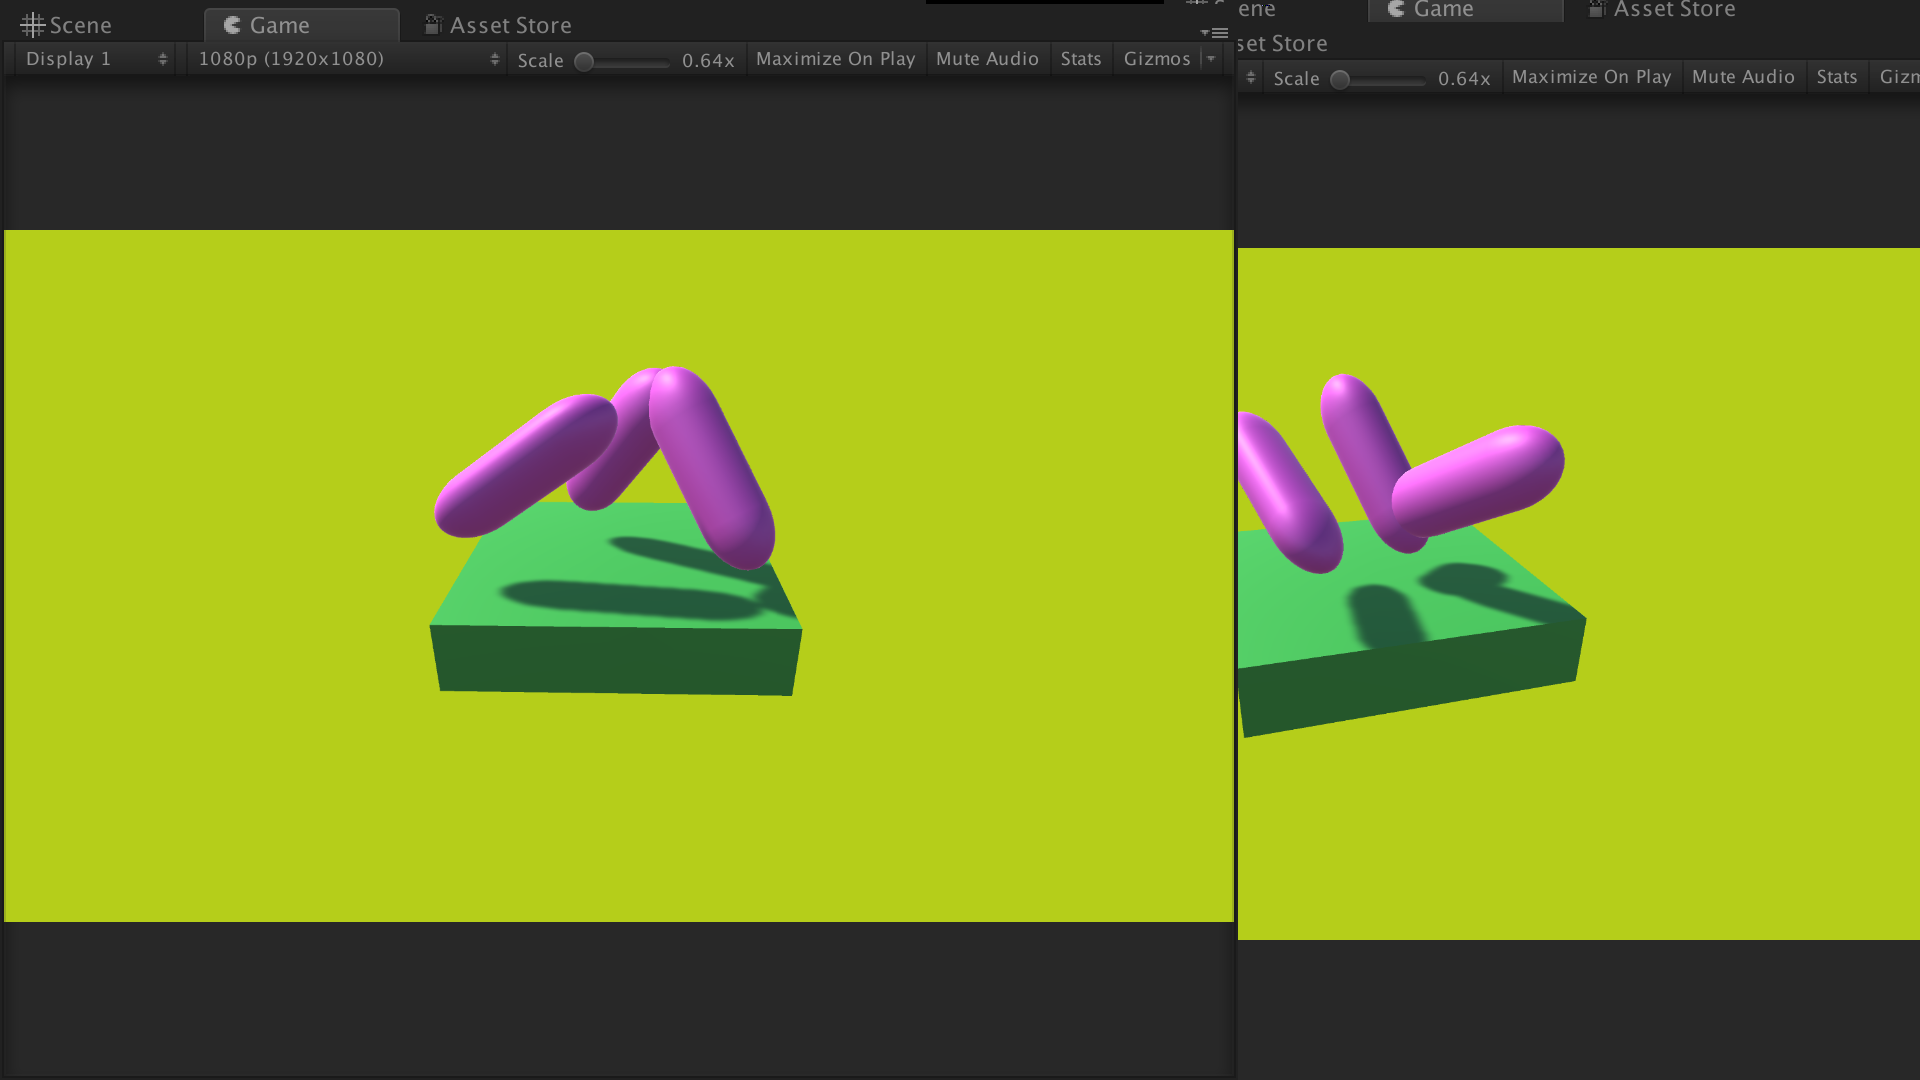 Scene Game Asset Store
Display 1 1080p (1920x1080) Scale 0.64x Maximize On Play Mute Audio Stats Gizmos
ene Game Asset Store
set Store
Scale 0.64x Maximize On Play Mute Audio Stats Gizm